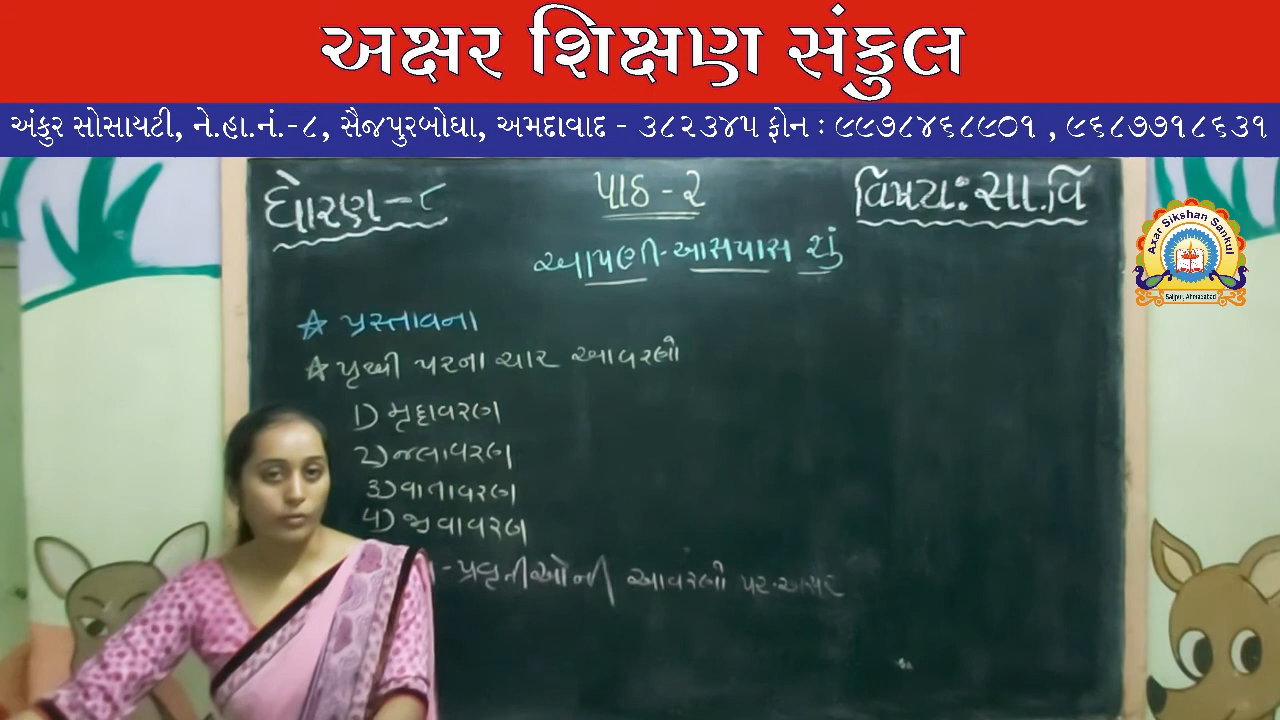 અક્ષર શિક્ષણ સંકુલ
અંકુર સોસાયટી, ને.હા.નં.-૮, સૈજપુરબોઘા, અમદાવાદ - ૩૮૨૩૪૫ ફોન : ૯૯૭૮૪૬૮૯૦૧ , ૯૬૮૭૭૧૮૬૩૧
ધોરણ-૮
પાઠ-૨
વિષય:સા.વિ
Axar Sikshan Sankul
Saijpur, Ahmedabad
આપણી-આસપાસ શું
☆ પ્રસ્તાવના
☆ પૃથ્વી પરના ચાર આવરણો
1) મૃદાવરણ
2) જલાવરણ
3) વાતાવરણ
4) જીવાવરણ
-પ્રવૃતીઓની આવરણો પર અસર